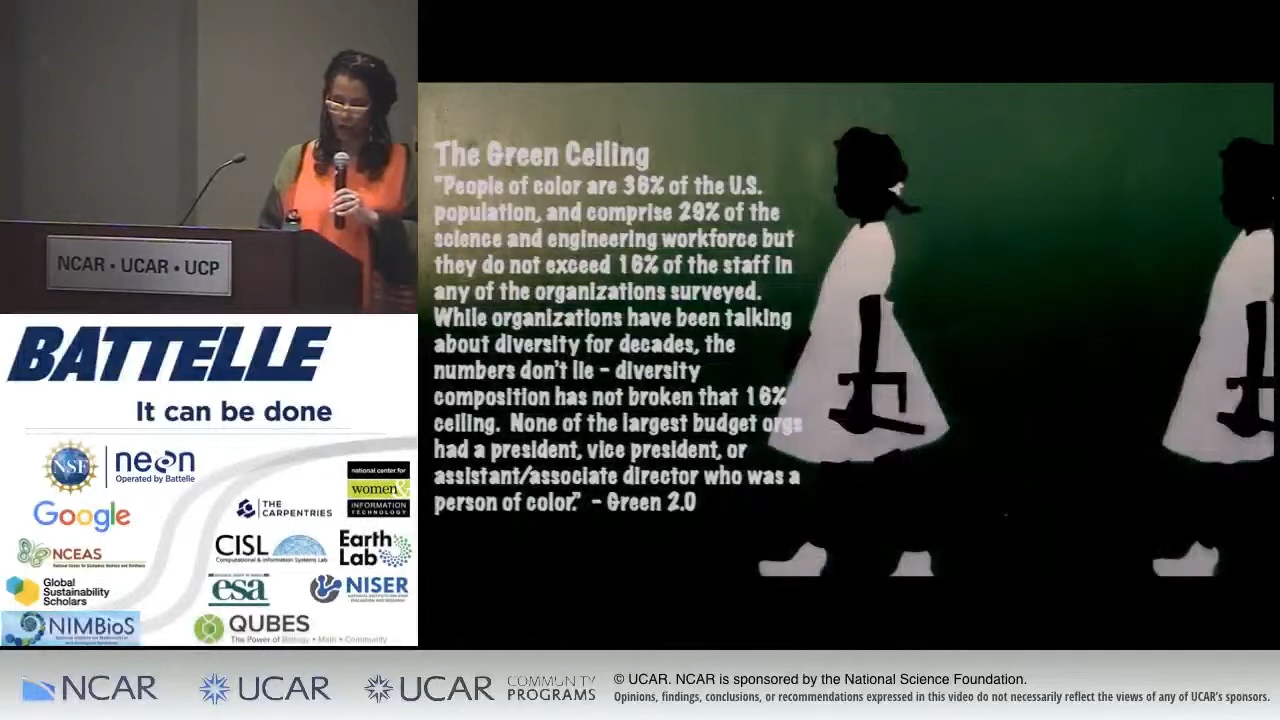 NCAR • UCAR • UCP
BATTELLE
It can be done
NSF
neon
Operated by Battelle
national center for
women&
INFORMATION
TECHNOLOGY
Google
THE
CARPENTRIES
NCEAS
CISL
Computational & Information Systems Lab
Earth
Lab
Global
Sustainability
Scholars
esa
NISER
NIMBioS
QUBES
The Power of Biology • Math • Community
The Green Ceiling
"People of color are 36% of the U.S.
population, and comprise 29% of the
science and engineering workforce but
they do not exceed 16% of the staff in
any of the organizations surveyed.
While organizations have been talking
about diversity for decades, the
numbers don't lie – diversity
composition has not broken that 16%
ceiling. None of the largest budget orgs
had a president, vice president, or
assistant/associate director who was a
person of color." – Green 2.0
NCAR
UCAR
UCAR
COMMUNITY
PROGRAMS
© UCAR. NCAR is sponsored by the National Science Foundation.
Opinions, findings, conclusions, or recommendations expressed in this video do not necessarily reflect the views of any of UCAR's sponsors.